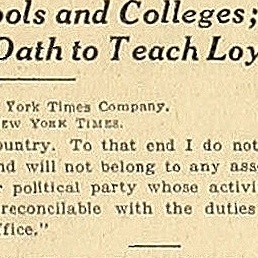 ools and Colleges;
Oath to Teach Loy
York Times Company.
EW YORK TIMES.
ountry. To that end I do not
nd will not belong to any ass
political party whose activi
reconcilable with the duties
ffice."